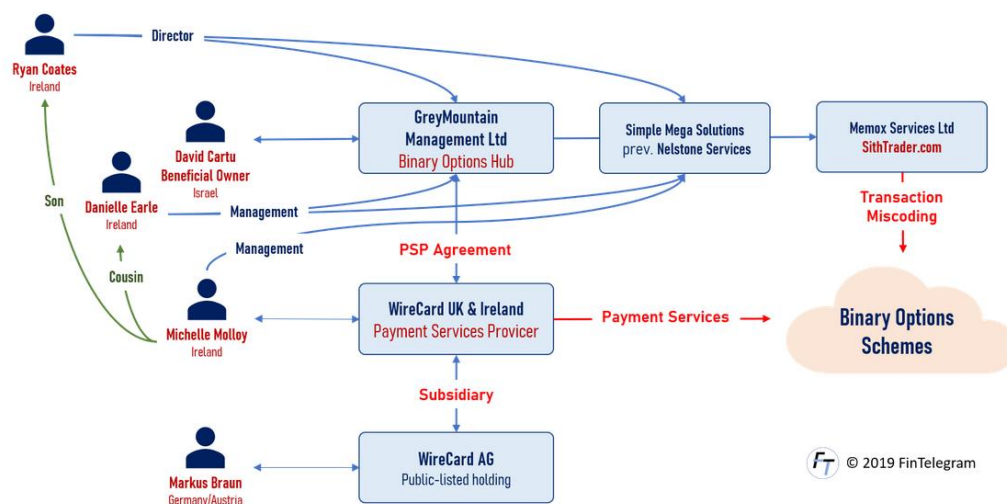 Director
Ryan Coates
Ireland
GreyMountain
Management Ltd
Binary Options Hub
Simple Mega Solutions
prev. Nelstone Services
Memox Services Ltd
SithTrader.com
David Cartu
Beneficial Owner
Israel
Son
Danielle Earle
Ireland
Management
Transaction
Miscoding
Management
PSP Agreement
Cousin
Michelle Molloy
Ireland
WireCard UK & Ireland
Payment Services Provicer
Payment Services
Binary Options
Schemes
Subsidiary
WireCard AG
Public-listed holding
Markus Braun
Germany/Austria
FT © 2019 FinTelegram